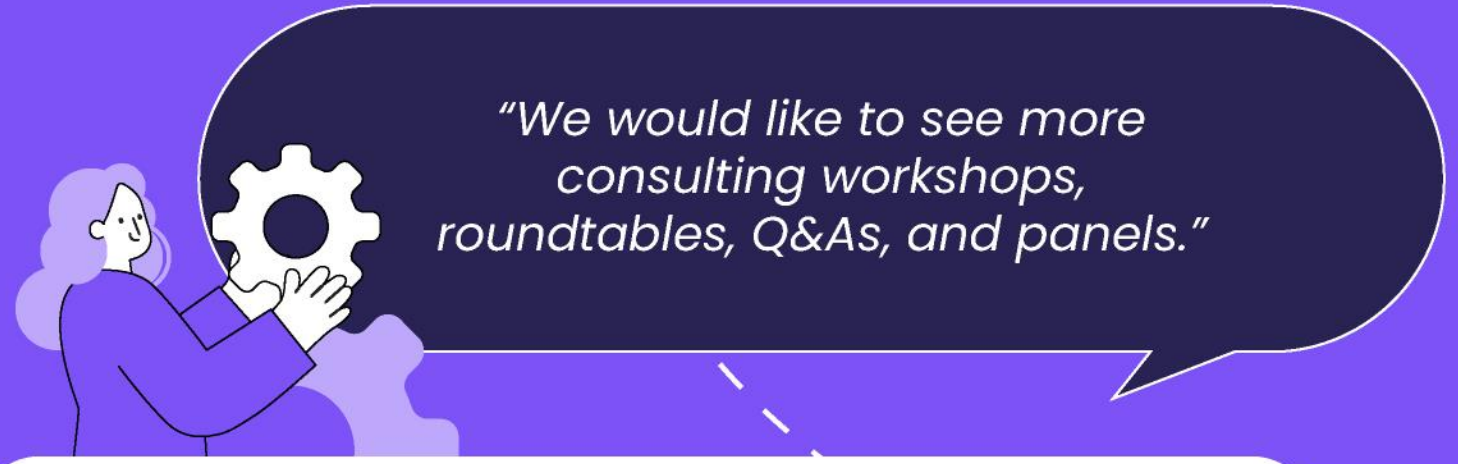 “We would like to see more
consulting workshops,
roundtables, Q&As, and panels.”